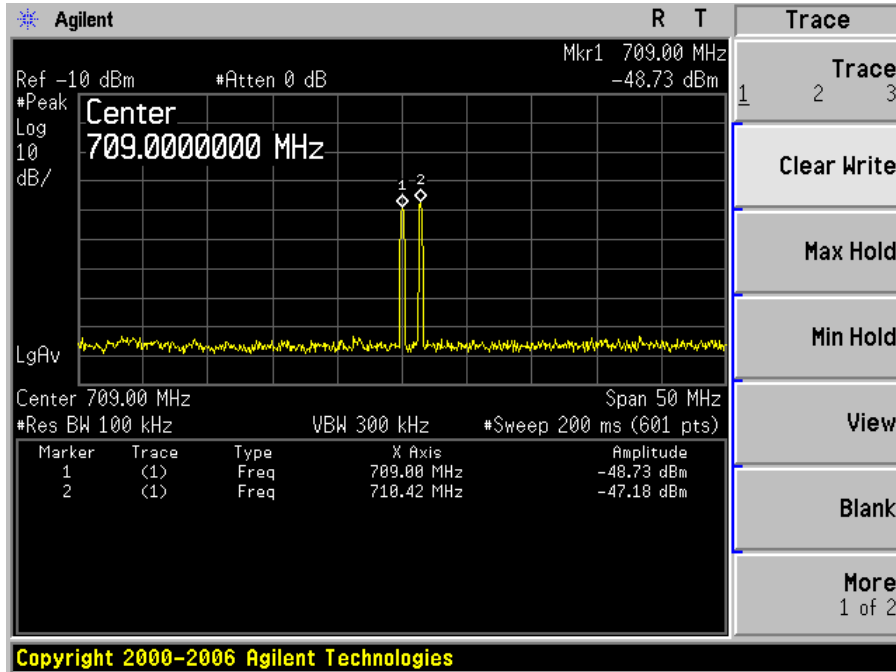 Agilent R T Trace
Mkr1 709.00 MHz
Ref -10 dBm #Atten 0 dB -48.73 dBm
#Peak
Log
10
dB/
Center
709.0000000 MHz
1 2
LgAv
Center 709.00 MHz Span 50 MHz
#Res BW 100 kHz VBW 300 kHz #Sweep 200 ms (601 pts)
Marker Trace Type X Axis Amplitude
1 (1) Freq 709.00 MHz -48.73 dBm
2 (1) Freq 710.42 MHz -47.18 dBm
Trace
1 2 3
Clear Write
Max Hold
Min Hold
View
Blank
More
1 of 2
Copyright 2000-2006 Agilent Technologies